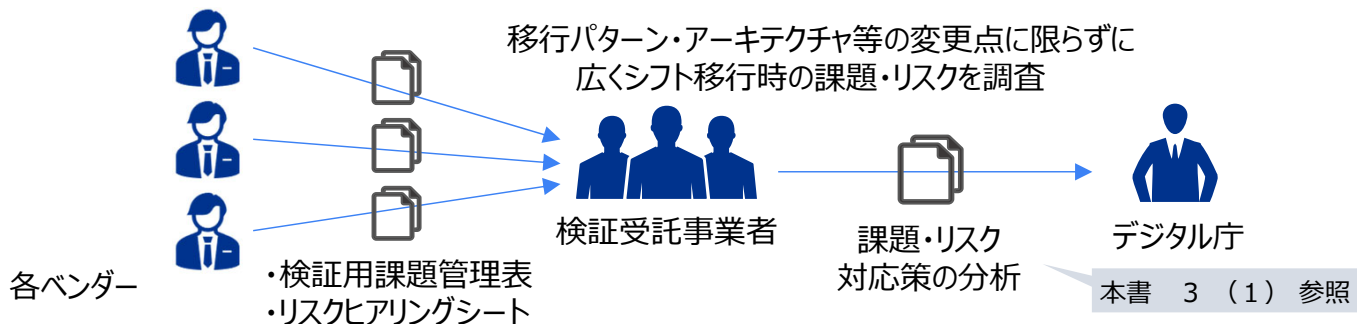 移行パターン・アーキテクチャ等の変更点に限らずに
広くシフト移行時の課題・リスクを調査
各ベンダー
・検証用課題管理表
・リスクヒアリングシート
検証受託事業者
課題・リスク
対応策の分析
デジタル庁
本書　3　（1） 参照